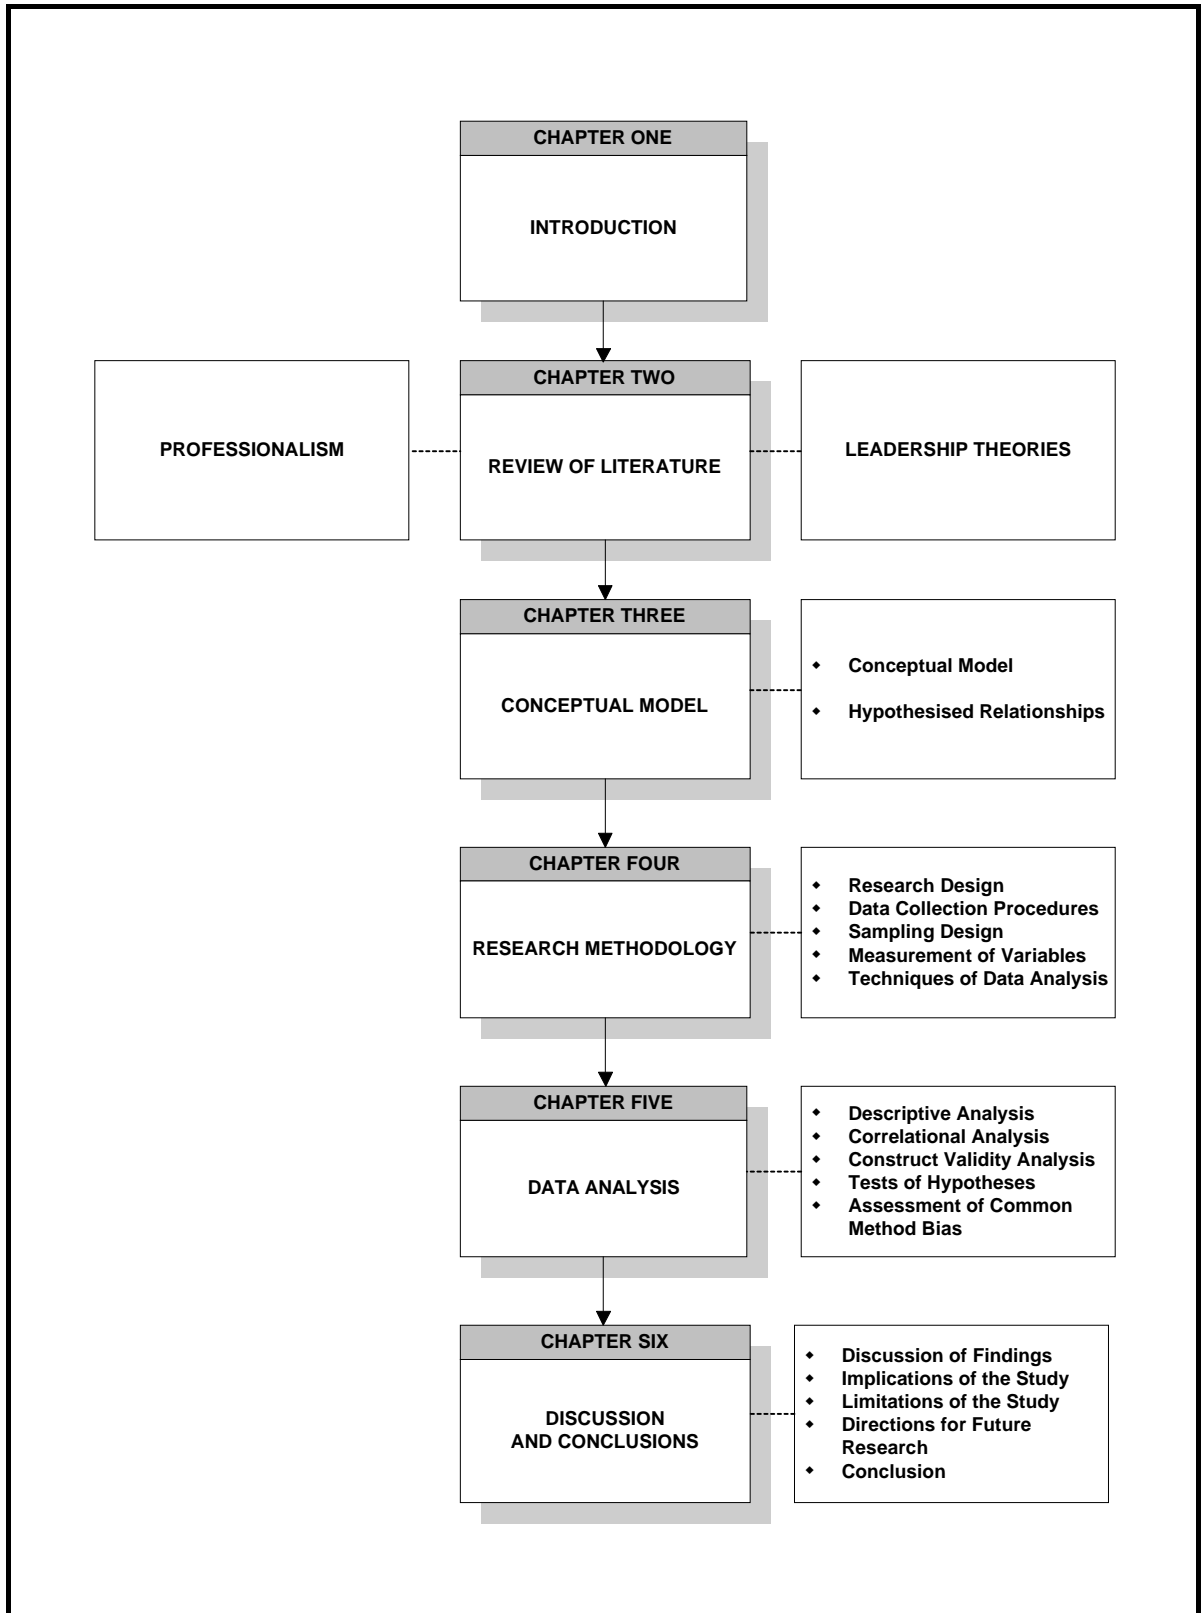 CHAPTER ONE
INTRODUCTION
CHAPTER TWO
PROFESSIONALISM
REVIEW OF LITERATURE
LEADERSHIP THEORIES
CHAPTER THREE
CONCEPTUAL MODEL
◆ Conceptual Model
◆ Hypothesised Relationships
CHAPTER FOUR
RESEARCH METHODOLOGY
◆ Research Design
◆ Data Collection Procedures
◆ Sampling Design
◆ Measurement of Variables
◆ Techniques of Data Analysis
CHAPTER FIVE
DATA ANALYSIS
◆ Descriptive Analysis
◆ Correlational Analysis
◆ Construct Validity Analysis
◆ Tests of Hypotheses
◆ Assessment of Common
Method Bias
CHAPTER SIX
DISCUSSION
AND CONCLUSIONS
◆ Discussion of Findings
◆ Implications of the Study
◆ Limitations of the Study
◆ Directions for Future
Research
◆ Conclusion